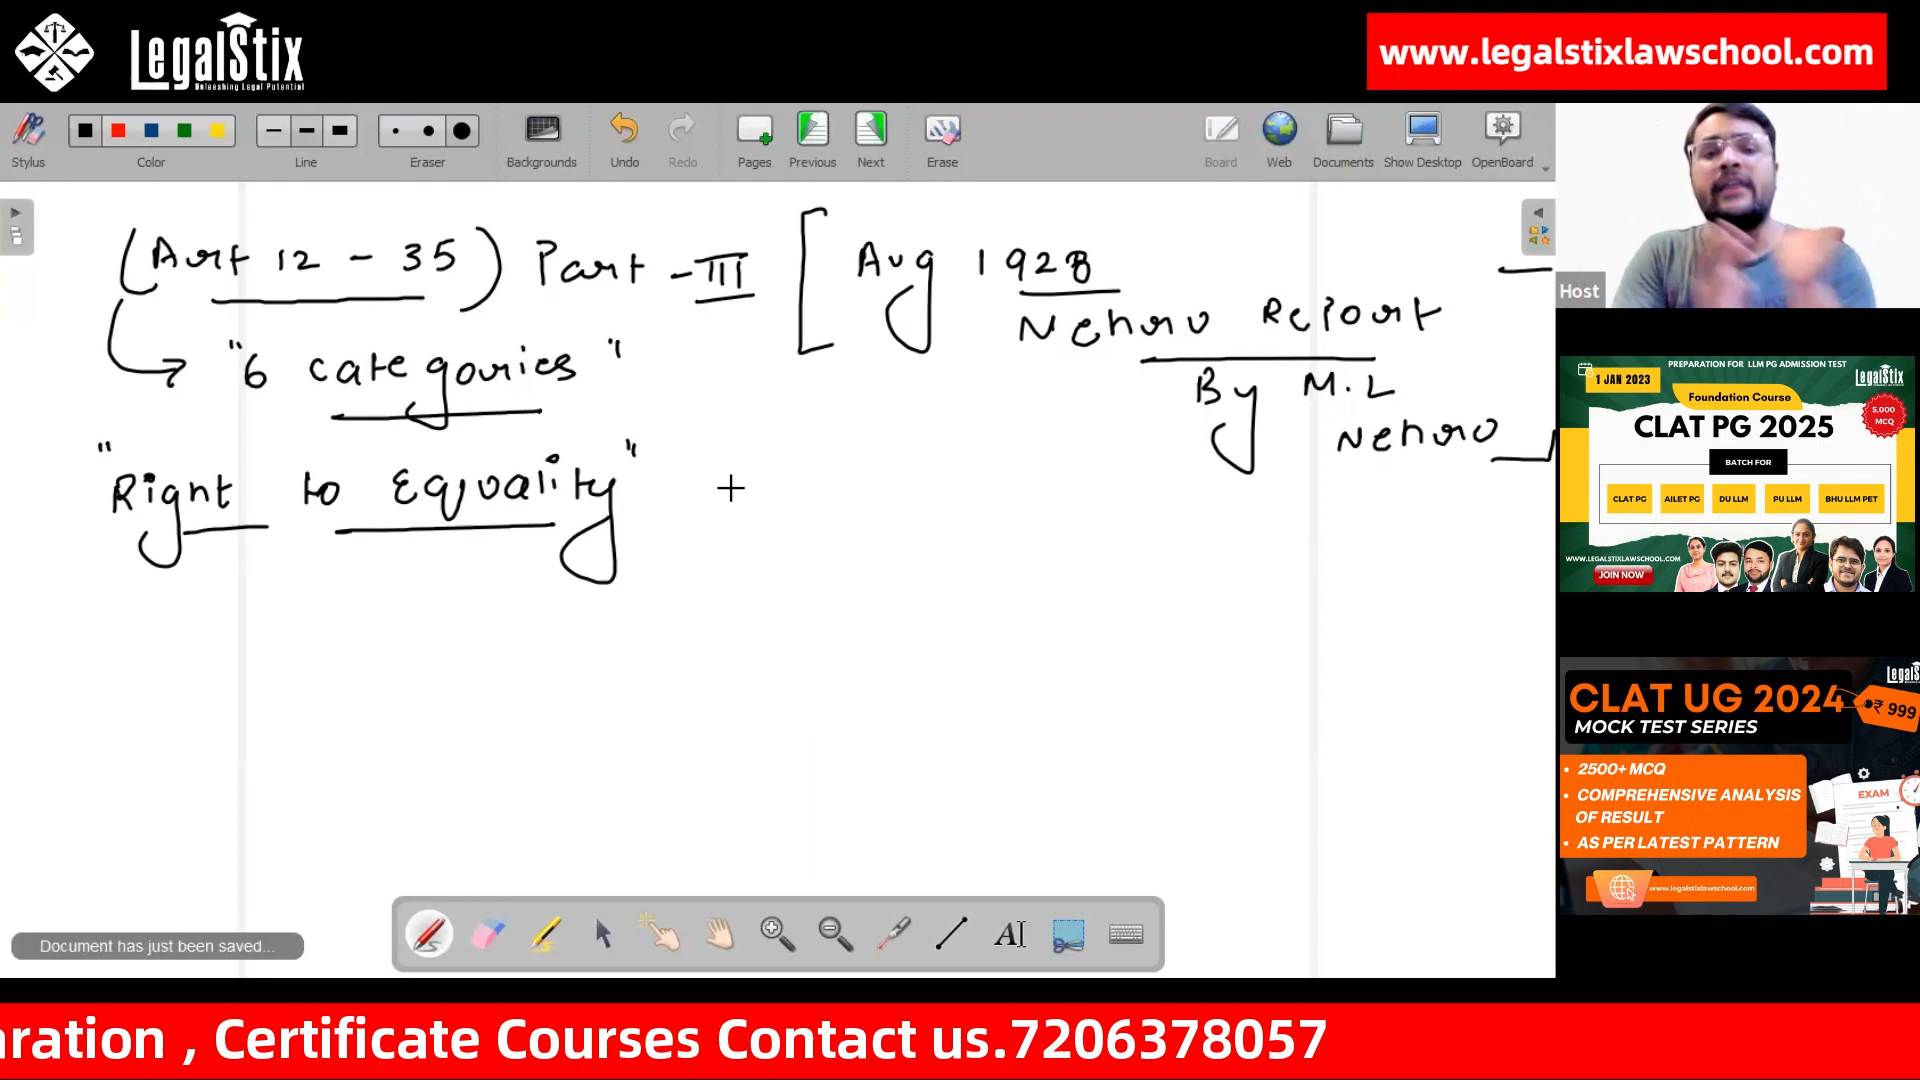 LegalStix
Unleashing Legal Potential
www.legalstixlawschool.com
Stylus
Color
Line
Eraser
Backgrounds
Undo
Redo
Pages
Previous
Next
Erase
Board
Web
Documents
Show Desktop
OpenBoard
(Art 12 - 35) Part - III [ Aug 1928
Nehru Report
By M.L
Nehru ]
"6 categories"
"Right to Equality"
Host
PREPARATION FOR LLM PG ADMISSION TEST
1 JAN 2023
LegalStix
Foundation Course
5,000
MCQ
CLAT PG 2025
BATCH FOR
CLAT PG
AILET PG
DU LLM
PU LLM
BHU LLM PET
WWW.LEGALSTIXLAWSCHOOL.COM
JOIN NOW
LegalS
CLAT UG 2024
₹ 999
MOCK TEST SERIES
• 2500+ MCQ
• COMPREHENSIVE ANALYSIS
OF RESULT
• AS PER LATEST PATTERN
EXAM
www.legalstixlawschool.com
AI
Document has just been saved...
aration , Certificate Courses Contact us.7206378057